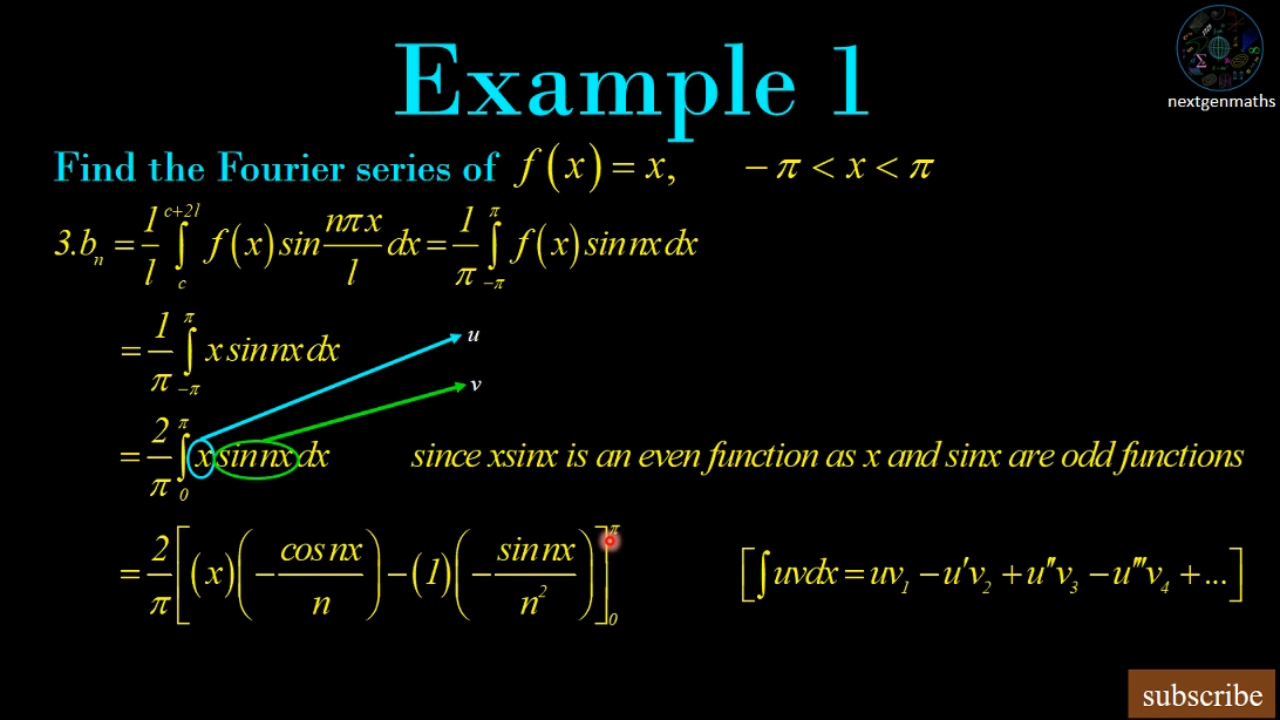 Example 1
nextgenmaths
Find the Fourier series of f(x) = x, −π < x < π
3.bₙ = 1/l ∫_c^{c+2l} f(x) sin nπx/l dx = 1/π ∫_{−π}^{π} f(x) sin nx dx
= 1/π ∫_{−π}^{π} x sin nx dx
u
v
= 2/π ∫_0^π x sin nx dx since xsinx is an even function as x and sinx are odd functions
= 2/π [(x)(−cos nx/n) − (1)(−sin nx/n²)]_0^π [∫uvdx = uv₁ − u′v₂ + u″v₃ − u‴v₄ + ...]
subscribe